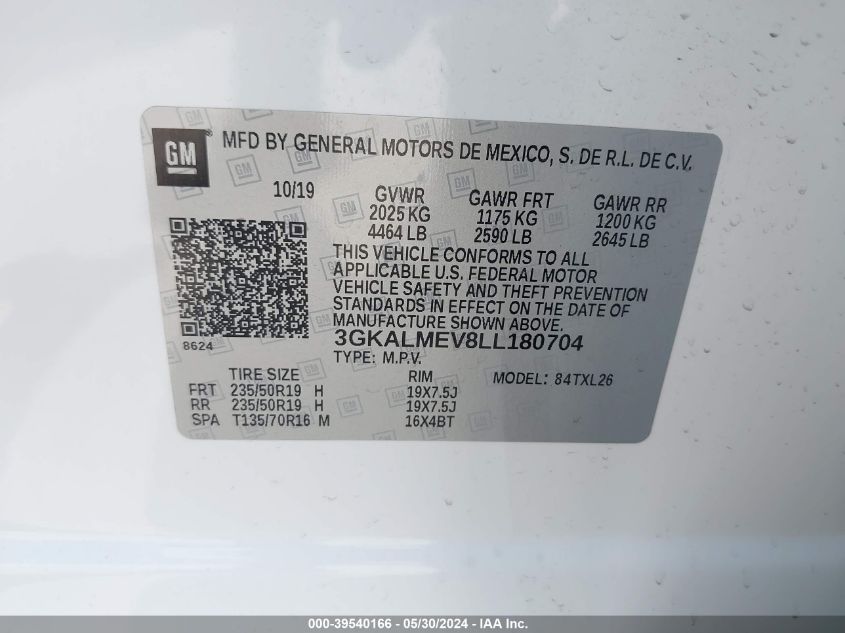 GM ® MFD BY GENERAL MOTORS DE MEXICO, S. DE R.L. DE C.V.
10/19 GVWR GAWR FRT GAWR RR
2025 KG 1175 KG 1200 KG
4464 LB 2590 LB 2645 LB
THIS VEHICLE CONFORMS TO ALL
APPLICABLE U.S. FEDERAL MOTOR
VEHICLE SAFETY AND THEFT PREVENTION
STANDARDS IN EFFECT ON THE DATE OF
MANUFACTURE SHOWN ABOVE.
8624 3GKALMEV8LL180704
TYPE: M.P.V.
TIRE SIZE RIM MODEL: 84TXL26
FRT 235/50R19 H 19X7.5J
RR 235/50R19 H 19X7.5J
SPA T135/70R16 M 16X4BT
000-39540166 - 05/30/2024 - IAA Inc.